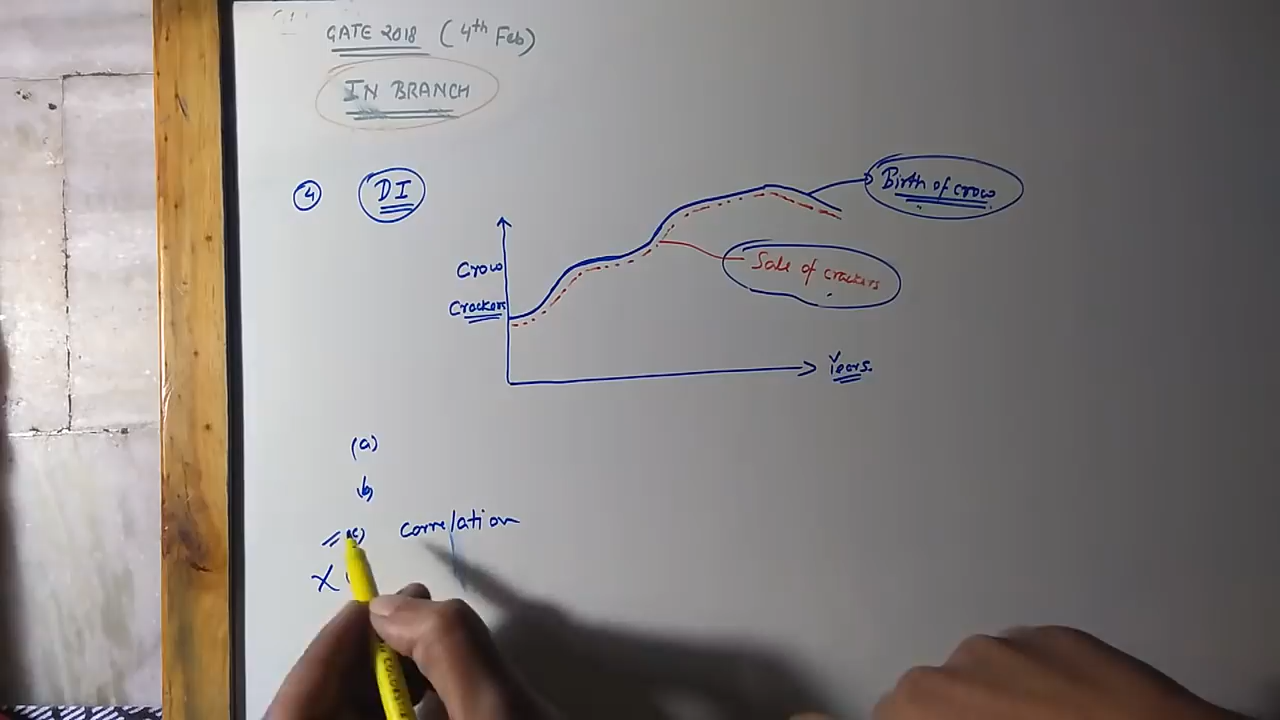 GATE 2018 (4th Feb)
IN BRANCH
4 DI
Birth of crow
Sale of crackers
Crow
Crackers
Years.
(a)
b)
(c) correlation
X